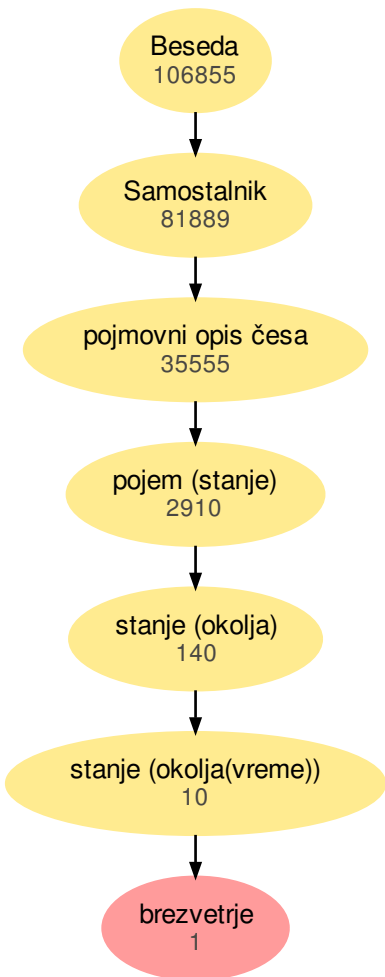 Beseda
106855
Samostalnik
81889
pojmovni opis česa
35555
pojem (stanje)
2910
stanje (okolja)
140
stanje (okolja(vreme))
10
brezvetrje
1